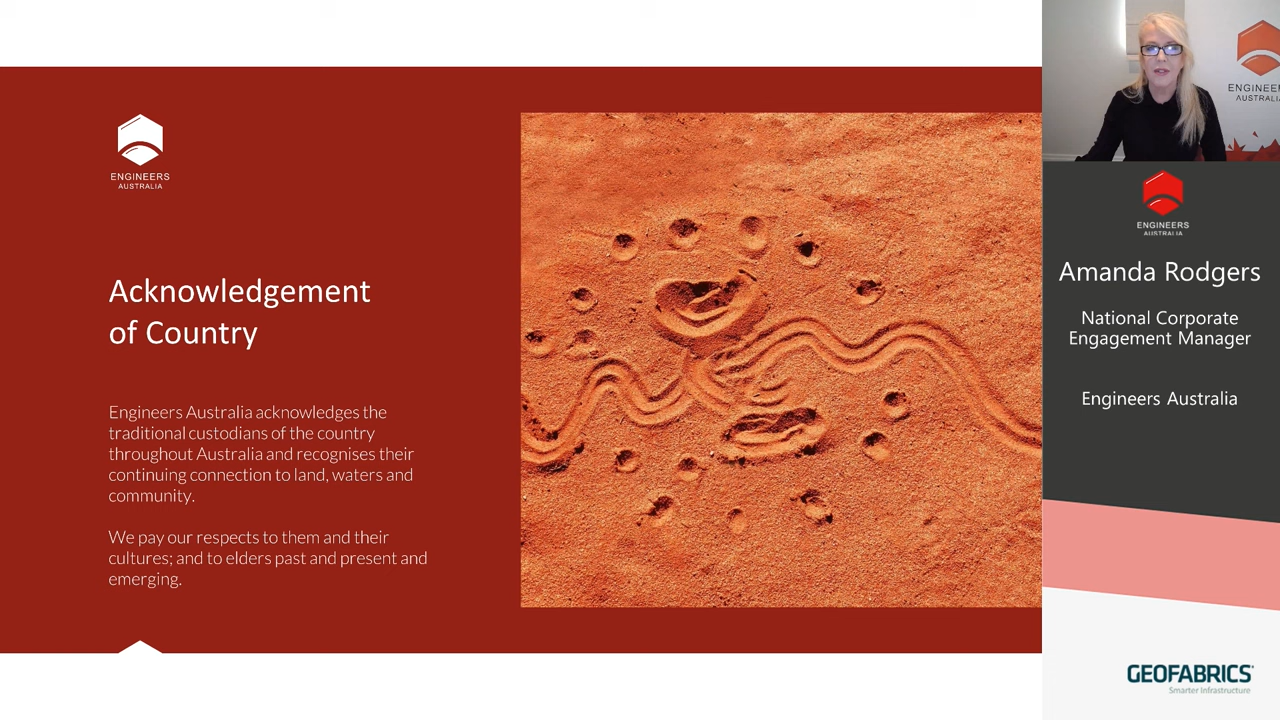 ENGINEERS
AUSTRALIA
Acknowledgement
of Country
Engineers Australia acknowledges the
traditional custodians of the country
throughout Australia and recognises their
continuing connection to land, waters and
community.
We pay our respects to them and their
cultures; and to elders past and present and
emerging.
ENGINEERS
AUSTRALIA
ENGINEERS
AUSTRALIA
Amanda Rodgers
National Corporate
Engagement Manager
Engineers Australia
GEOFABRICS
Smarter Infrastructure